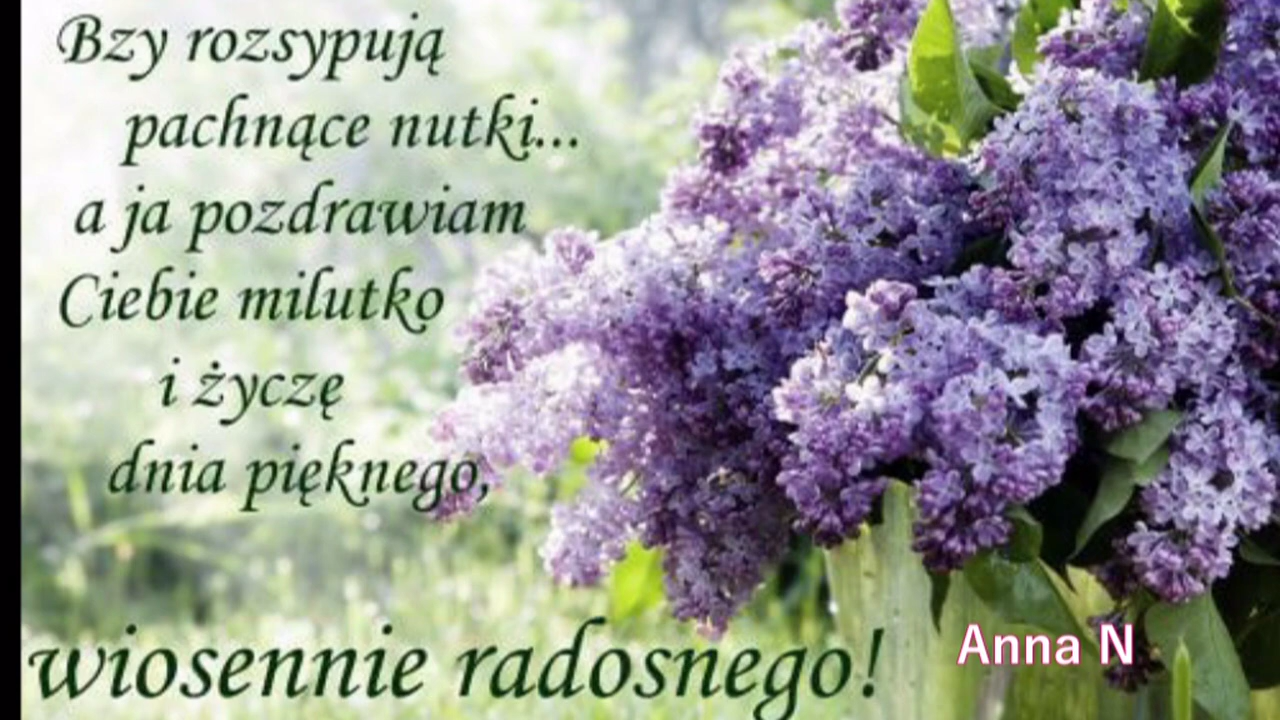 Bzy rozsypują
pachnące nutki...
a ja pozdrawiam
Ciebie milutko
i życzę
dnia pięknego,
wiosennie radosnego!
Anna N